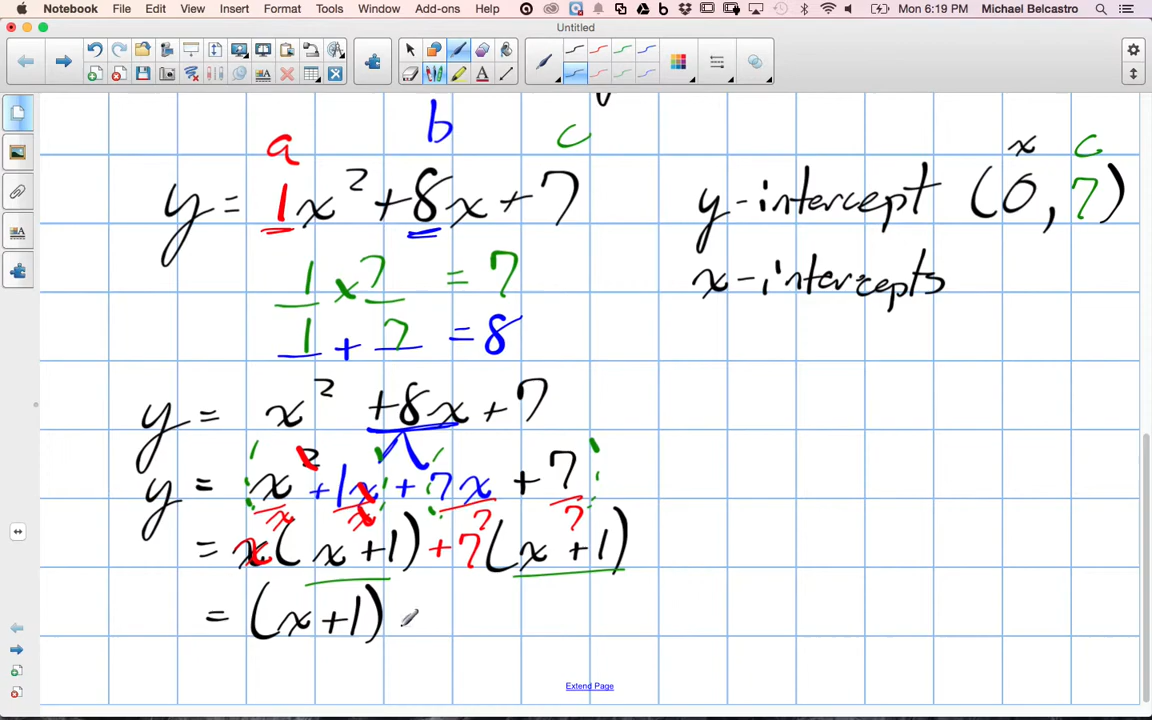 Notebook File Edit View Insert Format Tools Window Add-ons Help Mon 6:19 PM Michael Belcastro
Untitled
a b c
y = 1x² + 8x + 7
1 × 7 = 7
1 + 7 = 8
y = x² + 8x + 7
y = x² + 1x + 7x + 7
x x 7 7
= x(x+1) + 7(x+1)
= (x+1)
x c
y-intercept (0, 7)
x-intercepts
Extend Page